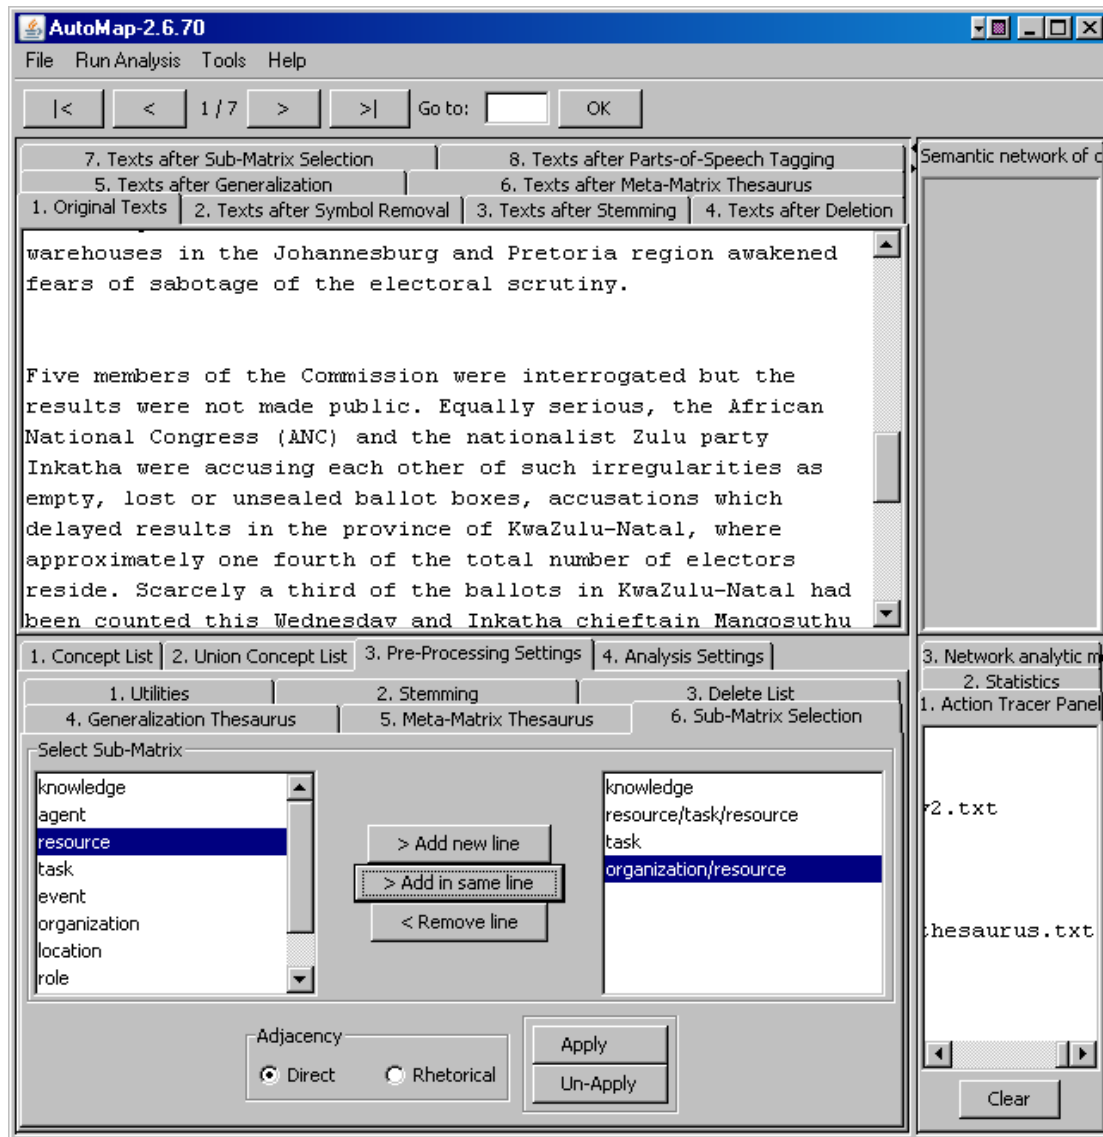 AutoMap-2.6.70
File Run Analysis Tools Help
|< < 1 / 7 > >| Go to: OK
7. Texts after Sub-Matrix Selection 8. Texts after Parts-of-Speech Tagging
5. Texts after Generalization 6. Texts after Meta-Matrix Thesaurus
1. Original Texts 2. Texts after Symbol Removal 3. Texts after Stemming 4. Texts after Deletion
warehouses in the Johannesburg and Pretoria region awakened
fears of sabotage of the electoral scrutiny.
Five members of the Commission were interrogated but the
results were not made public. Equally serious, the African
National Congress (ANC) and the nationalist Zulu party
Inkatha were accusing each other of such irregularities as
empty, lost or unsealed ballot boxes, accusations which
delayed results in the province of KwaZulu-Natal, where
approximately one fourth of the total number of electors
reside. Scarcely a third of the ballots in KwaZulu-Natal had
been counted this Wednesday and Inkatha chieftain Mangosuthu
Semantic network of c
1. Concept List 2. Union Concept List 3. Pre-Processing Settings 4. Analysis Settings
1. Utilities 2. Stemming 3. Delete List
4. Generalization Thesaurus 5. Meta-Matrix Thesaurus 6. Sub-Matrix Selection
Select Sub-Matrix
knowledge
agent
resource
task
event
organization
location
role
> Add new line
> Add in same line
< Remove line
knowledge
resource/task/resource
task
organization/resource
Adjacency
Direct Rhetorical
Apply
Un-Apply
3. Network analytic m
2. Statistics
1. Action Tracer Panel
v2.txt
thesaurus.txt
Clear